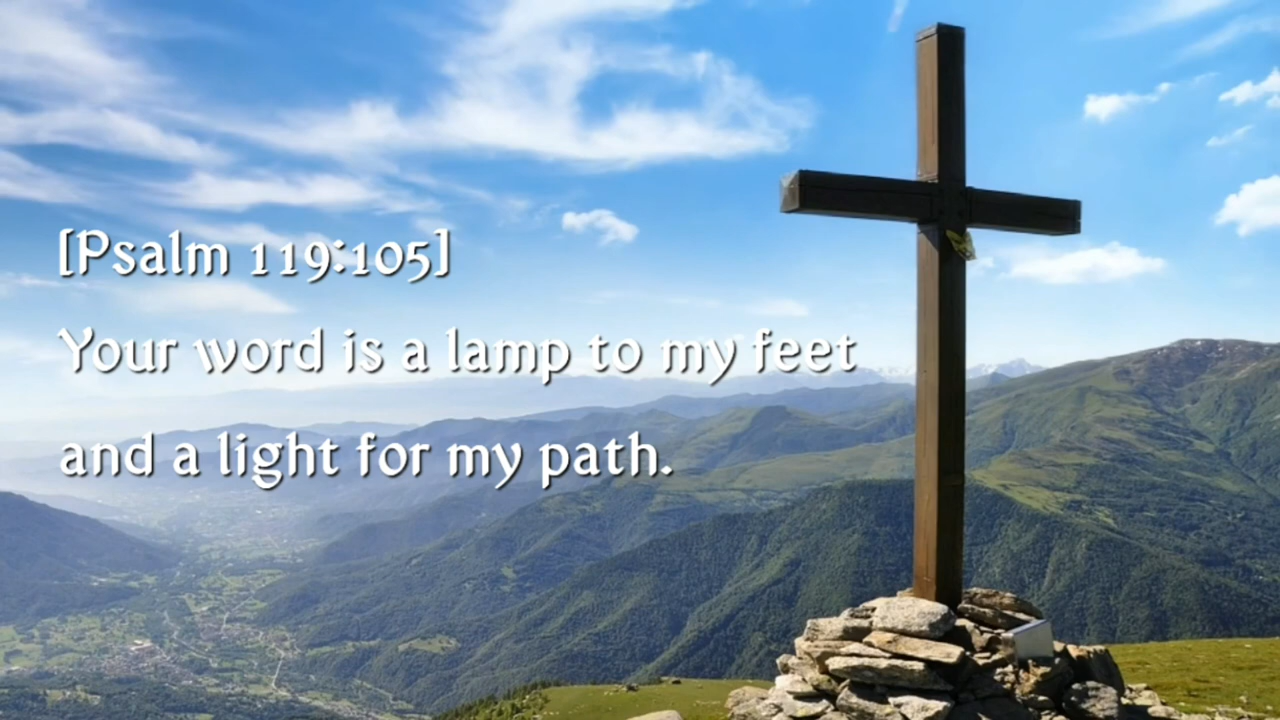 [Psalm 119:105]
Your word is a lamp to my feet
and a light for my path.